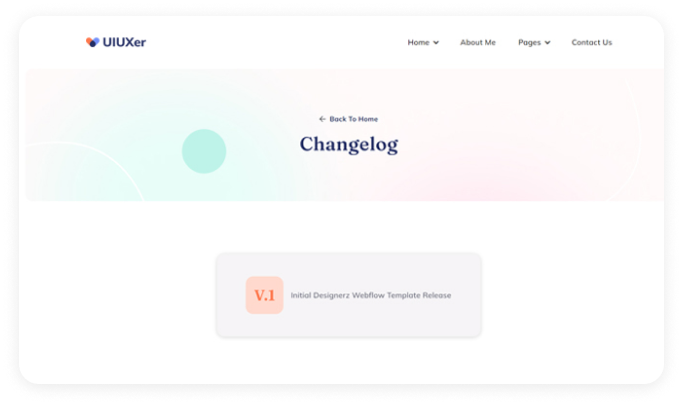 UIUXer
Home
About Me
Pages
Contact Us
Back To Home
Changelog
V.1
Initial Designerz Webflow Template Release